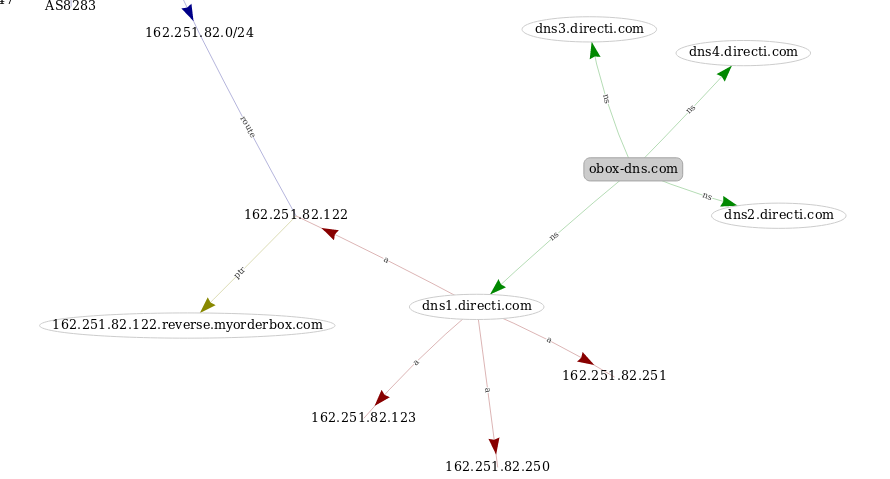 AS8283
162.251.82.0/24
dns3.directi.com
dns4.directi.com
ns
ns
route
obox-dns.com
ns
162.251.82.122
dns2.directi.com
ns
a
ptr
dns1.directi.com
162.251.82.122.reverse.myorderbox.com
a
a
162.251.82.251
a
162.251.82.123
162.251.82.250